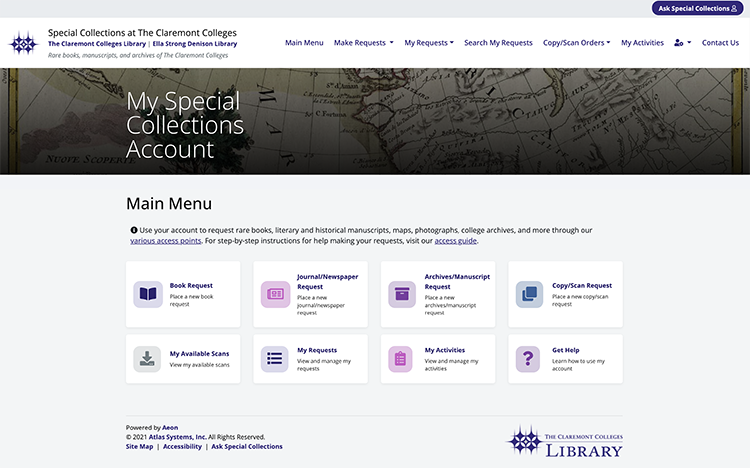 Ask Special Collections
Special Collections at The Claremont Colleges
The Claremont Colleges Library | Ella Strong Denison Library
Rare books, manuscripts, and archives of The Claremont Colleges
Main Menu Make Requests My Requests Search My Requests Copy/Scan Orders My Activities Contact Us
My Special
Collections
Account
NUOVE SCOPERTE
Main Menu
Use your account to request rare books, literary and historical manuscripts, maps, photographs, college archives, and more through our
various access points. For step-by-step instructions for help making your requests, visit our access guide.
Book Request
Place a new book
request
Journal/Newspaper
Request
Place a new
journal/newspaper
request
Archives/Manuscript
Request
Place a new
archives/manuscript
request
Copy/Scan Request
Place a new copy/scan
request
My Available Scans
View my available scans
My Requests
View and manage my
requests
My Activities
View and manage my
activities
Get Help
Learn how to use my
account
Powered by Aeon
© 2021 Atlas Systems, Inc. All Rights Reserved.
Site Map | Accessibility | Ask Special Collections
THE CLAREMONT COLLEGES
LIBRARY